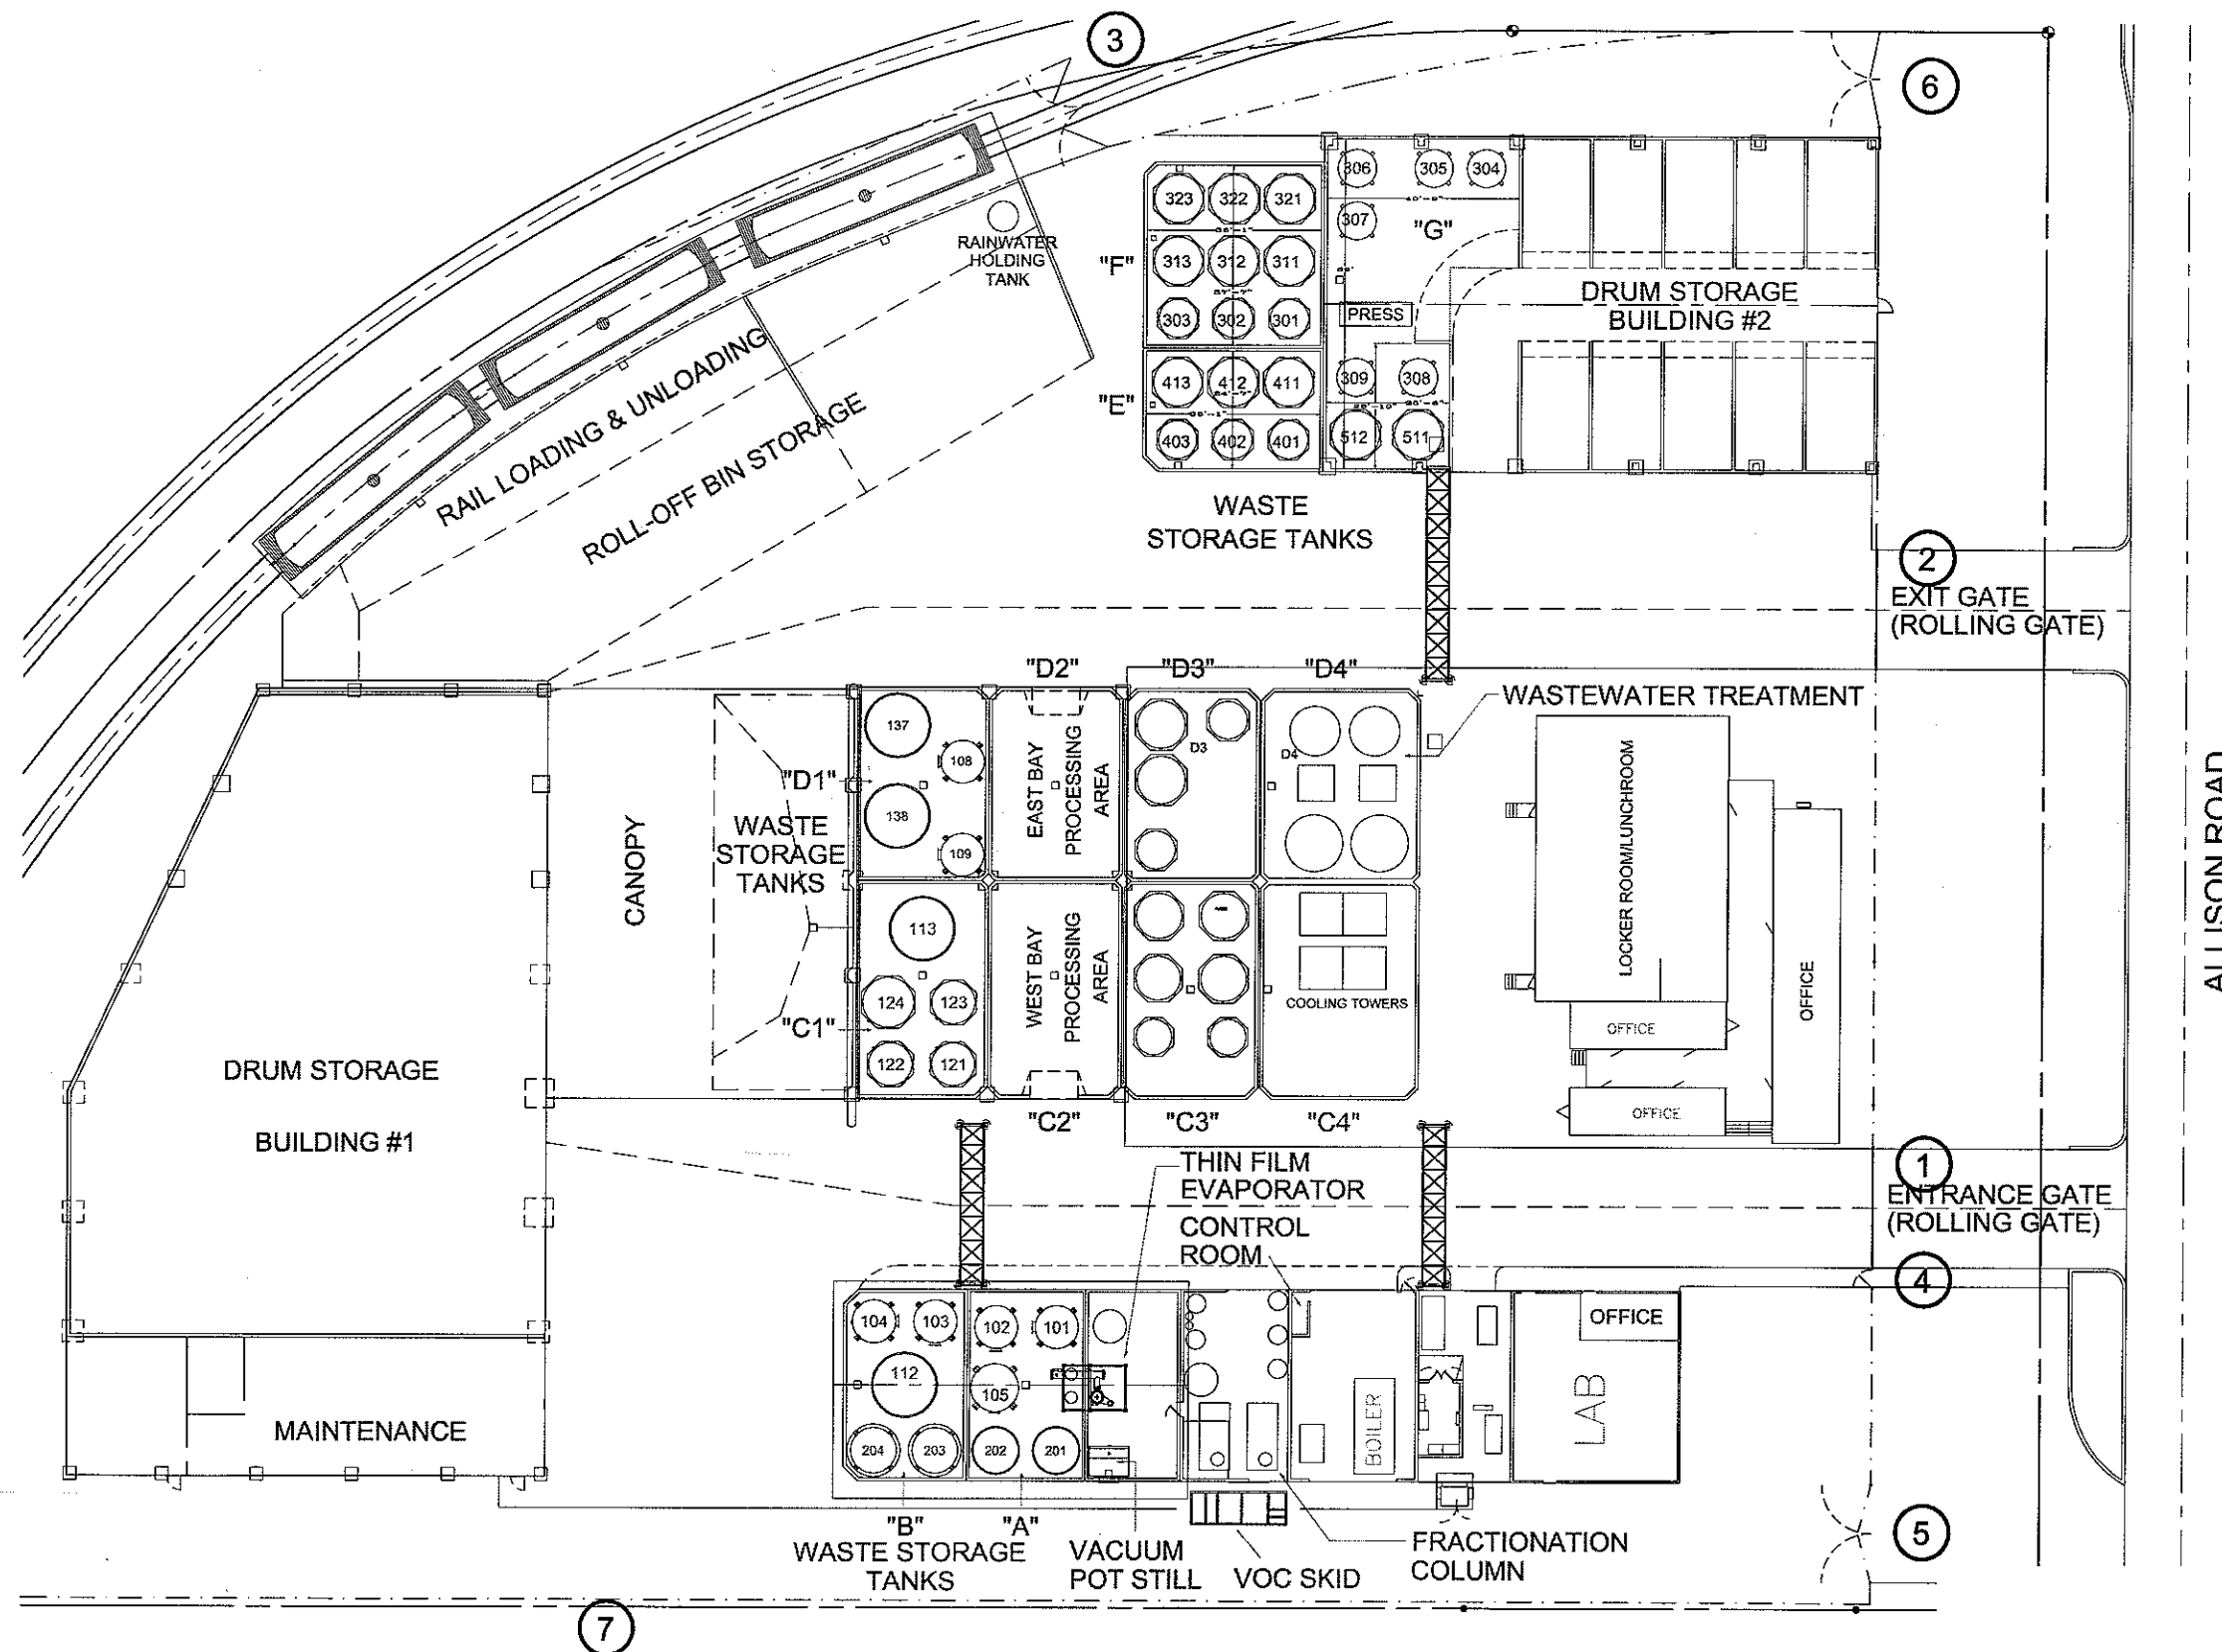 3
6
306
305
304
323
322
321
307
"G"
RAINWATER
HOLDING
TANK
"F"
313
312
311
DRUM STORAGE
BUILDING #2
303
302
301
PRESS
RAIL LOADING & UNLOADING
413
412
411
309
308
"E"
ROLL-OFF BIN STORAGE
403
402
401
512
511
WASTE
STORAGE TANKS
2
EXIT GATE
(ROLLING GATE)
"D2"
"D3"
"D4"
WASTEWATER TREATMENT
137
108
D3
D4
"D1"
EAST BAY
PROCESSING
AREA
138
109
WASTE
STORAGE
TANKS
CANOPY
LOCKER ROOM/LUNCHROOM
ALLISON ROAD
113
WEST BAY
PROCESSING
AREA
124
123
"C1"
122
121
COOLING TOWERS
OFFICE
OFFICE
OFFICE
DRUM STORAGE
BUILDING #1
"C2"
"C3"
"C4"
THIN FILM
EVAPORATOR
1
ENTRANCE GATE
(ROLLING GATE)
CONTROL
ROOM
4
104
103
102
101
OFFICE
112
105
LAB
BOILER
MAINTENANCE
204
203
202
201
"B"
"A"
WASTE STORAGE
TANKS
VACUUM
POT STILL
VOC SKID
FRACTIONATION
COLUMN
5
7